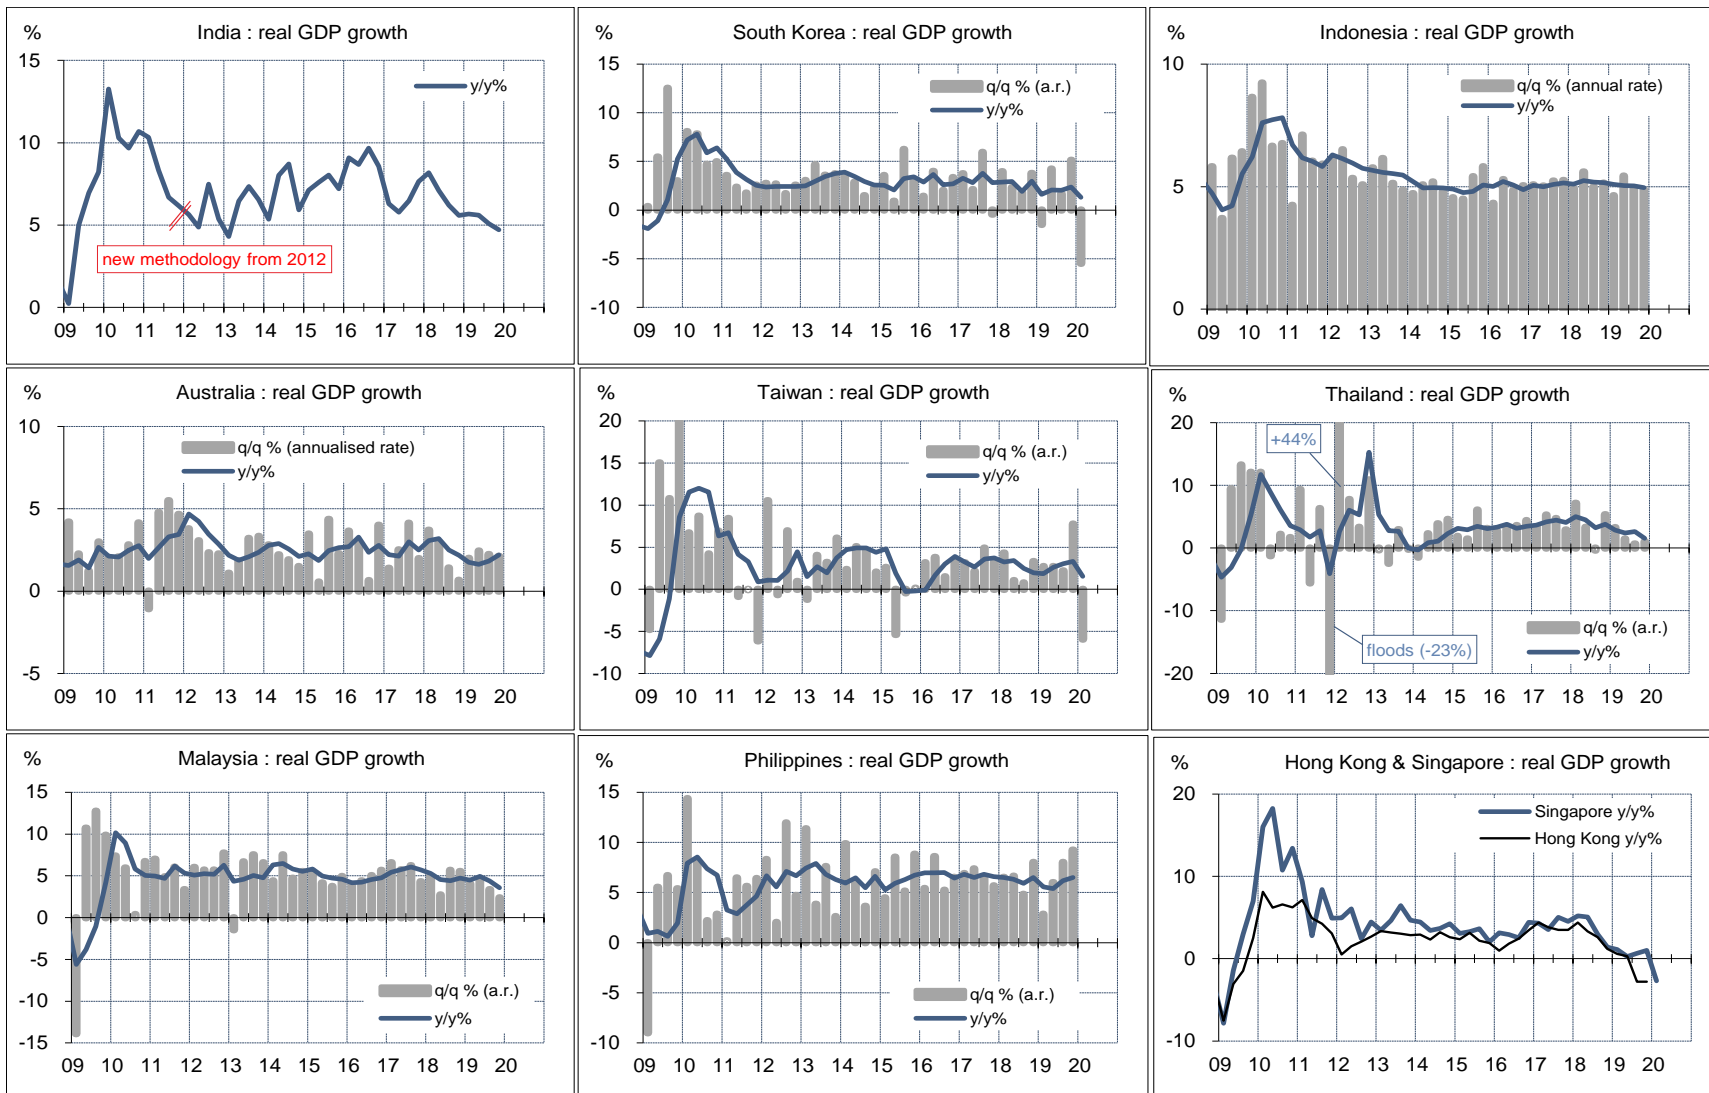 India : real GDP growth
%
15
10
5
0
y/y%
new methodology from 2012
09 10 11 12 13 14 15 16 17 18 19 20
South Korea : real GDP growth
%
15
10
5
0
-5
-10
q/q % (a.r.)
y/y%
09 10 11 12 13 14 15 16 17 18 19 20
Indonesia : real GDP growth
%
10
5
0
q/q % (annual rate)
y/y%
09 10 11 12 13 14 15 16 17 18 19 20
Australia : real GDP growth
%
10
5
0
-5
q/q % (annualised rate)
y/y%
09 10 11 12 13 14 15 16 17 18 19 20
Taiwan : real GDP growth
%
20
15
10
5
0
-5
-10
q/q % (a.r.)
y/y%
09 10 11 12 13 14 15 16 17 18 19 20
Thailand : real GDP growth
%
20
10
0
-10
-20
+44%
floods (-23%)
q/q % (a.r.)
y/y%
09 10 11 12 13 14 15 16 17 18 19 20
Malaysia : real GDP growth
%
15
10
5
0
-5
-10
-15
q/q % (a.r.)
y/y%
09 10 11 12 13 14 15 16 17 18 19 20
Philippines : real GDP growth
%
15
10
5
0
-5
-10
q/q % (a.r.)
y/y%
09 10 11 12 13 14 15 16 17 18 19 20
Hong Kong & Singapore : real GDP growth
%
20
10
0
-10
Singapore y/y%
Hong Kong y/y%
09 10 11 12 13 14 15 16 17 18 19 20